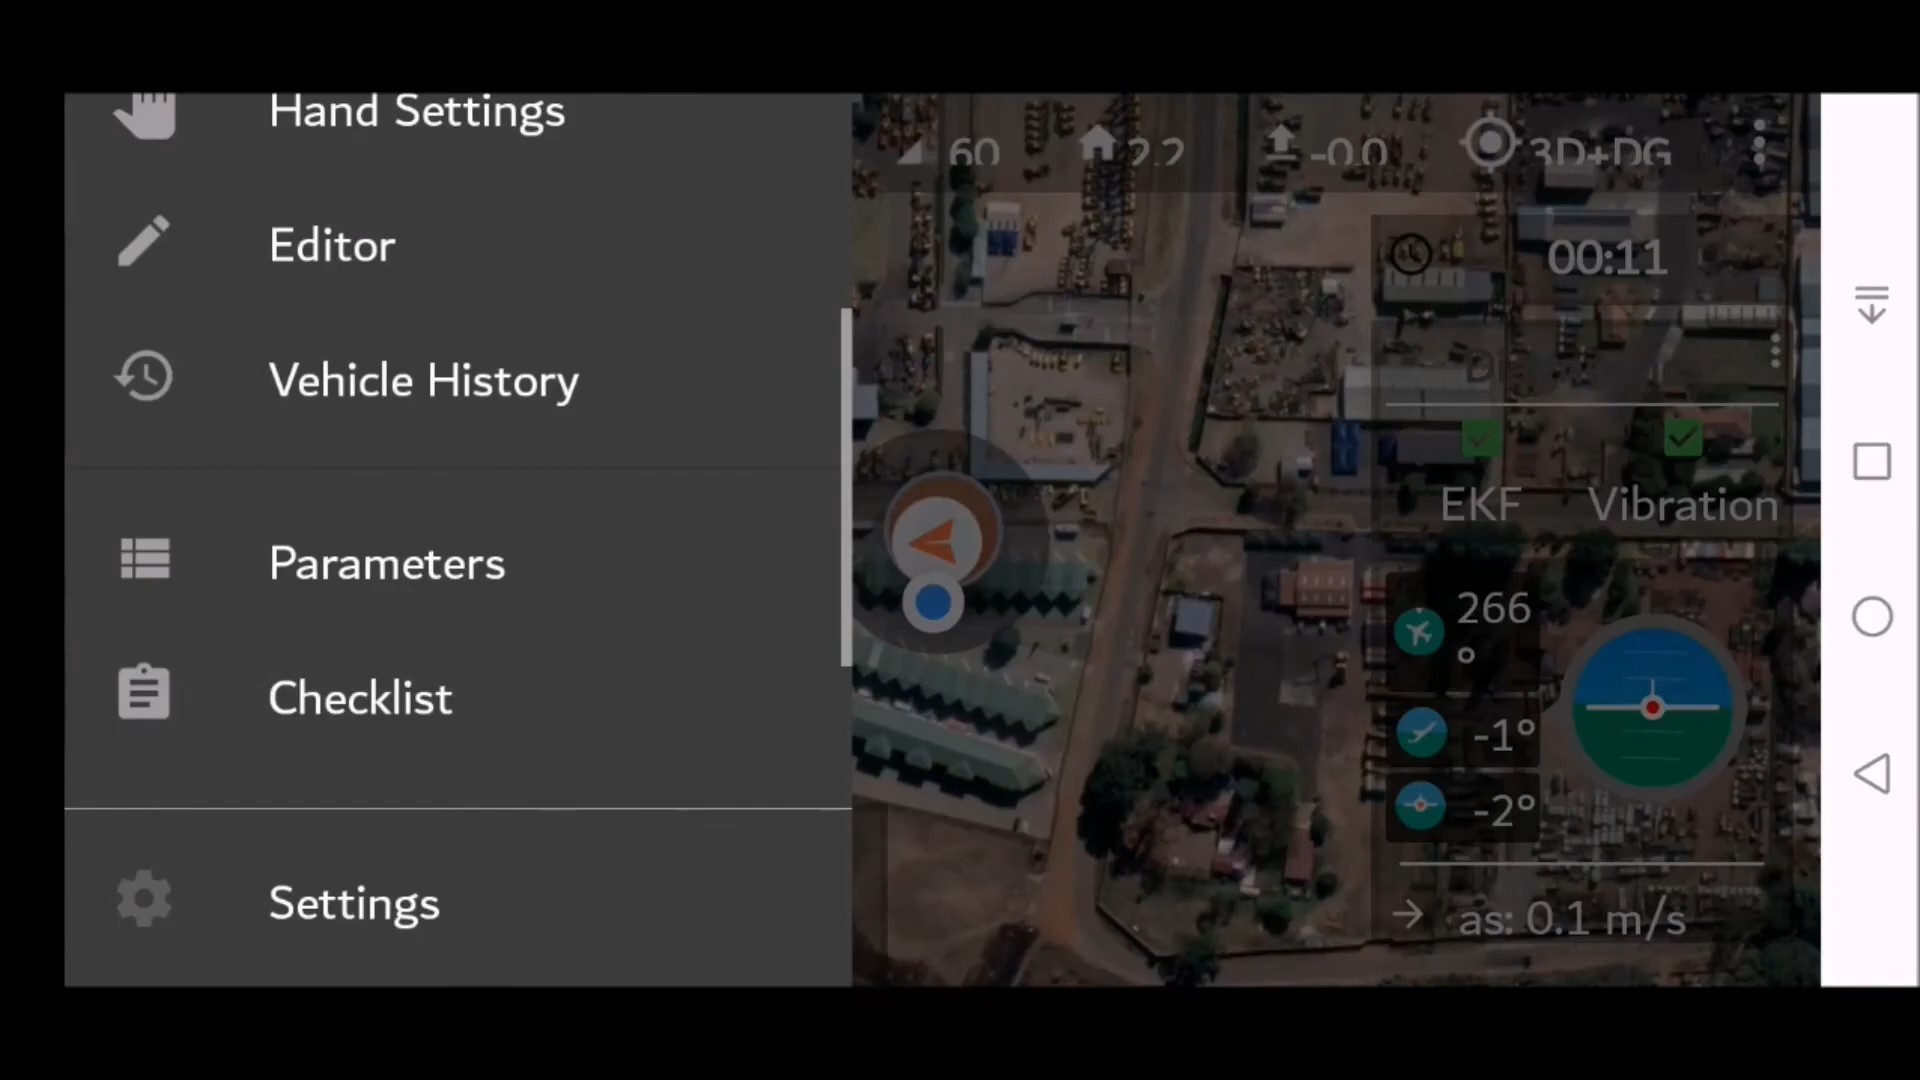 Hand Settings
Editor
Vehicle History
Parameters
Checklist
Settings
60
2.2
-0.0
3D+DG
00:11
D
EKF
Vibration
266
°
-1°
-2°
as: 0.1 m/s